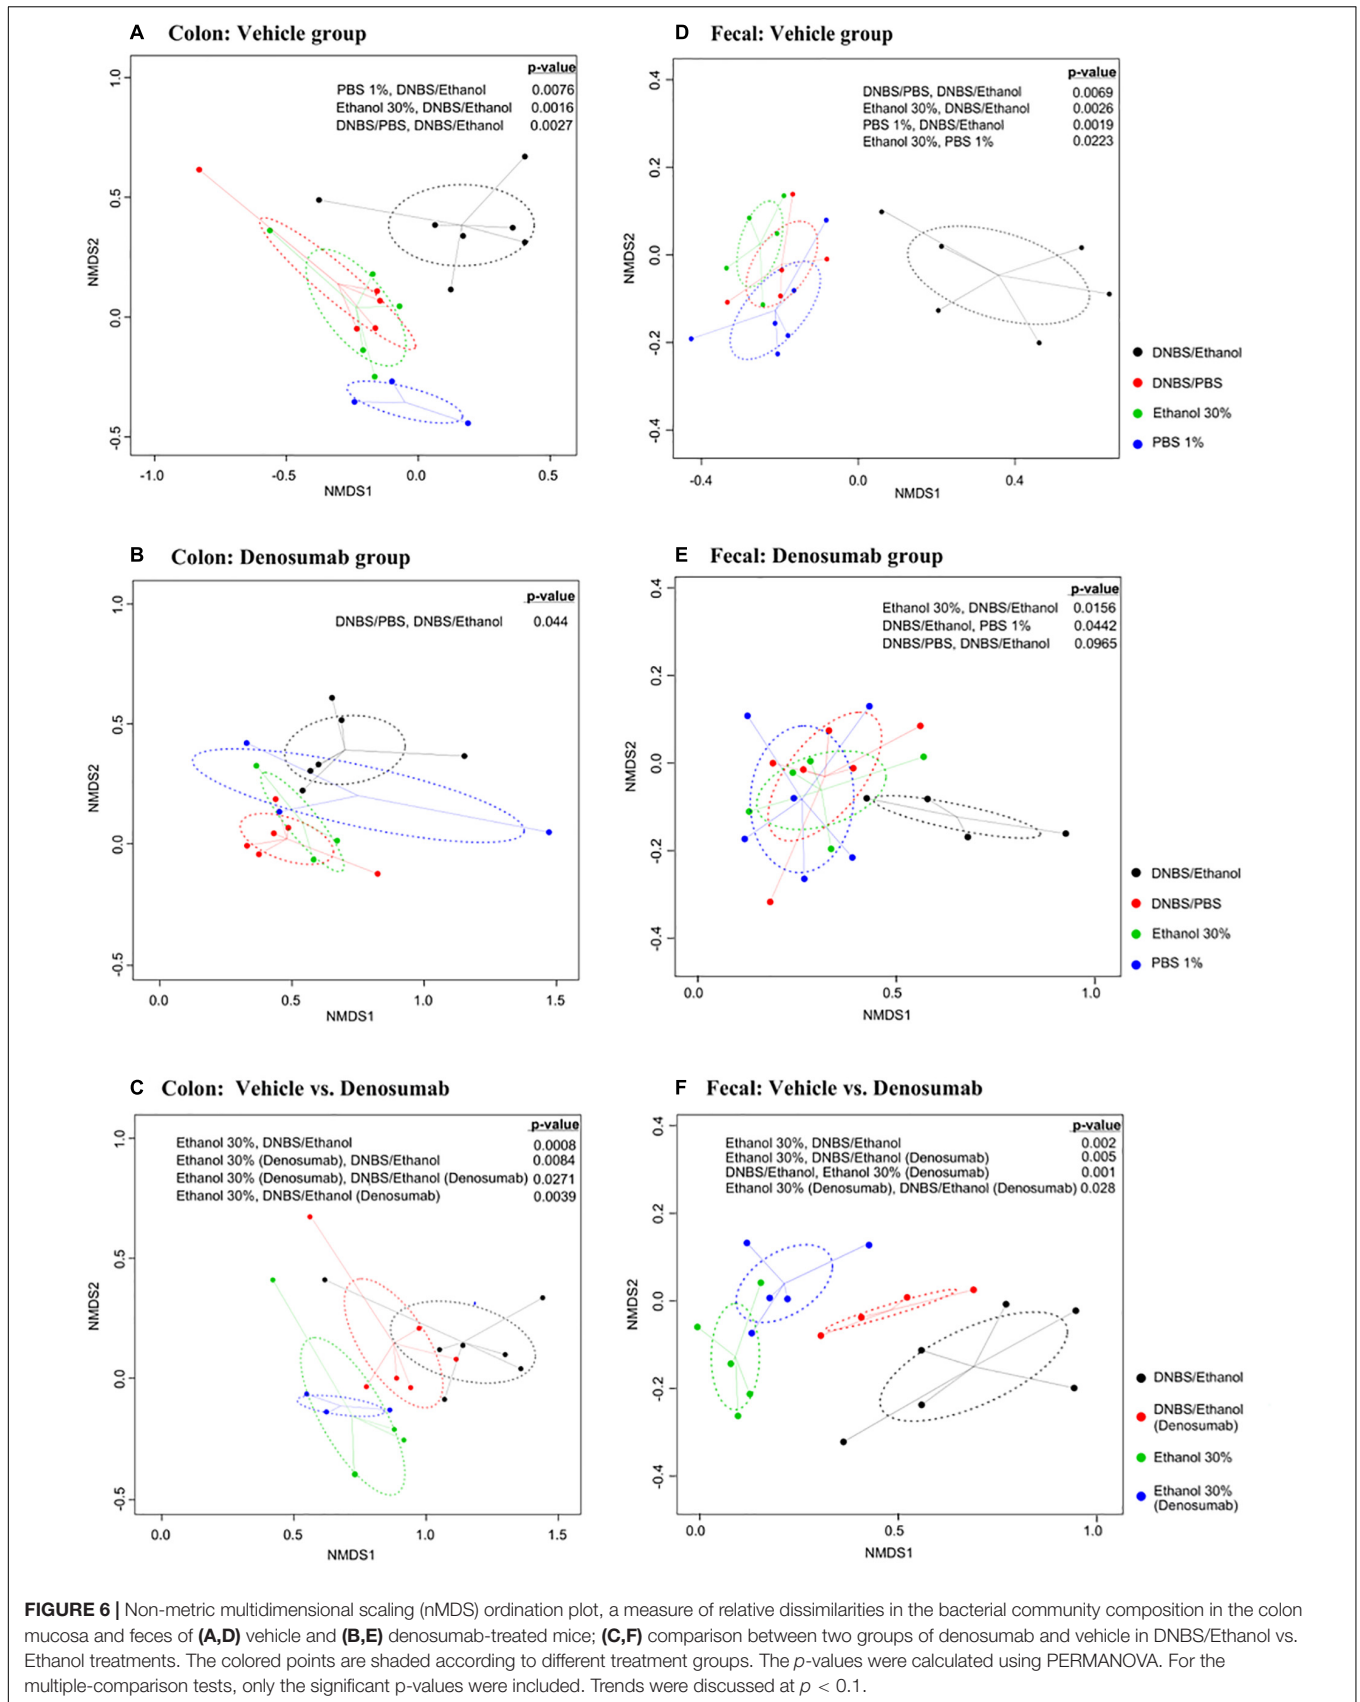 A Colon: Vehicle group
p-value
PBS 1%, DNBS/Ethanol 0.0076
Ethanol 30%, DNBS/Ethanol 0.0016
DNBS/PBS, DNBS/Ethanol 0.0027
NMDS2
1.0
0.5
0.0
-0.5
-1.0 -0.5 0.0 0.5
NMDS1
D Fecal: Vehicle group
p-value
DNBS/PBS, DNBS/Ethanol 0.0069
Ethanol 30%, DNBS/Ethanol 0.0026
PBS 1%, DNBS/Ethanol 0.0019
Ethanol 30%, PBS 1% 0.0223
NMDS2
0.4
0.2
0.0
-0.2
-0.4
-0.4 0.0 0.4
NMDS1
DNBS/Ethanol
DNBS/PBS
Ethanol 30%
PBS 1%
B Colon: Denosumab group
p-value
DNBS/PBS, DNBS/Ethanol 0.044
NMDS2
1.0
0.5
0.0
-0.5
0.0 0.5 1.0 1.5
NMDS1
E Fecal: Denosumab group
p-value
Ethanol 30%, DNBS/Ethanol 0.0156
DNBS/Ethanol, PBS 1% 0.0442
DNBS/PBS, DNBS/Ethanol 0.0965
NMDS2
0.4
0.2
0.0
-0.2
-0.4
0.0 0.5 1.0
NMDS1
DNBS/Ethanol
DNBS/PBS
Ethanol 30%
PBS 1%
C Colon: Vehicle vs. Denosumab
p-value
Ethanol 30%, DNBS/Ethanol 0.0008
Ethanol 30% (Denosumab), DNBS/Ethanol 0.0084
Ethanol 30% (Denosumab), DNBS/Ethanol (Denosumab) 0.0271
Ethanol 30%, DNBS/Ethanol (Denosumab) 0.0039
NMDS2
1.0
0.5
0.0
-0.5
0.0 0.5 1.0 1.5
NMDS1
F Fecal: Vehicle vs. Denosumab
p-value
Ethanol 30%, DNBS/Ethanol 0.002
Ethanol 30%, DNBS/Ethanol (Denosumab) 0.005
DNBS/Ethanol, Ethanol 30% (Denosumab) 0.001
Ethanol 30% (Denosumab), DNBS/Ethanol (Denosumab) 0.028
NMDS2
0.4
0.2
0.0
-0.2
-0.4
0.0 0.5 1.0
NMDS1
DNBS/Ethanol
DNBS/Ethanol
(Denosumab)
Ethanol 30%
Ethanol 30%
(Denosumab)
FIGURE 6 | Non-metric multidimensional scaling (nMDS) ordination plot, a measure of relative dissimilarities in the bacterial community composition in the colon
mucosa and feces of (A,D) vehicle and (B,E) denosumab-treated mice; (C,F) comparison between two groups of denosumab and vehicle in DNBS/Ethanol vs.
Ethanol treatments. The colored points are shaded according to different treatment groups. The p-values were calculated using PERMANOVA. For the
multiple-comparison tests, only the significant p-values were included. Trends were discussed at p < 0.1.